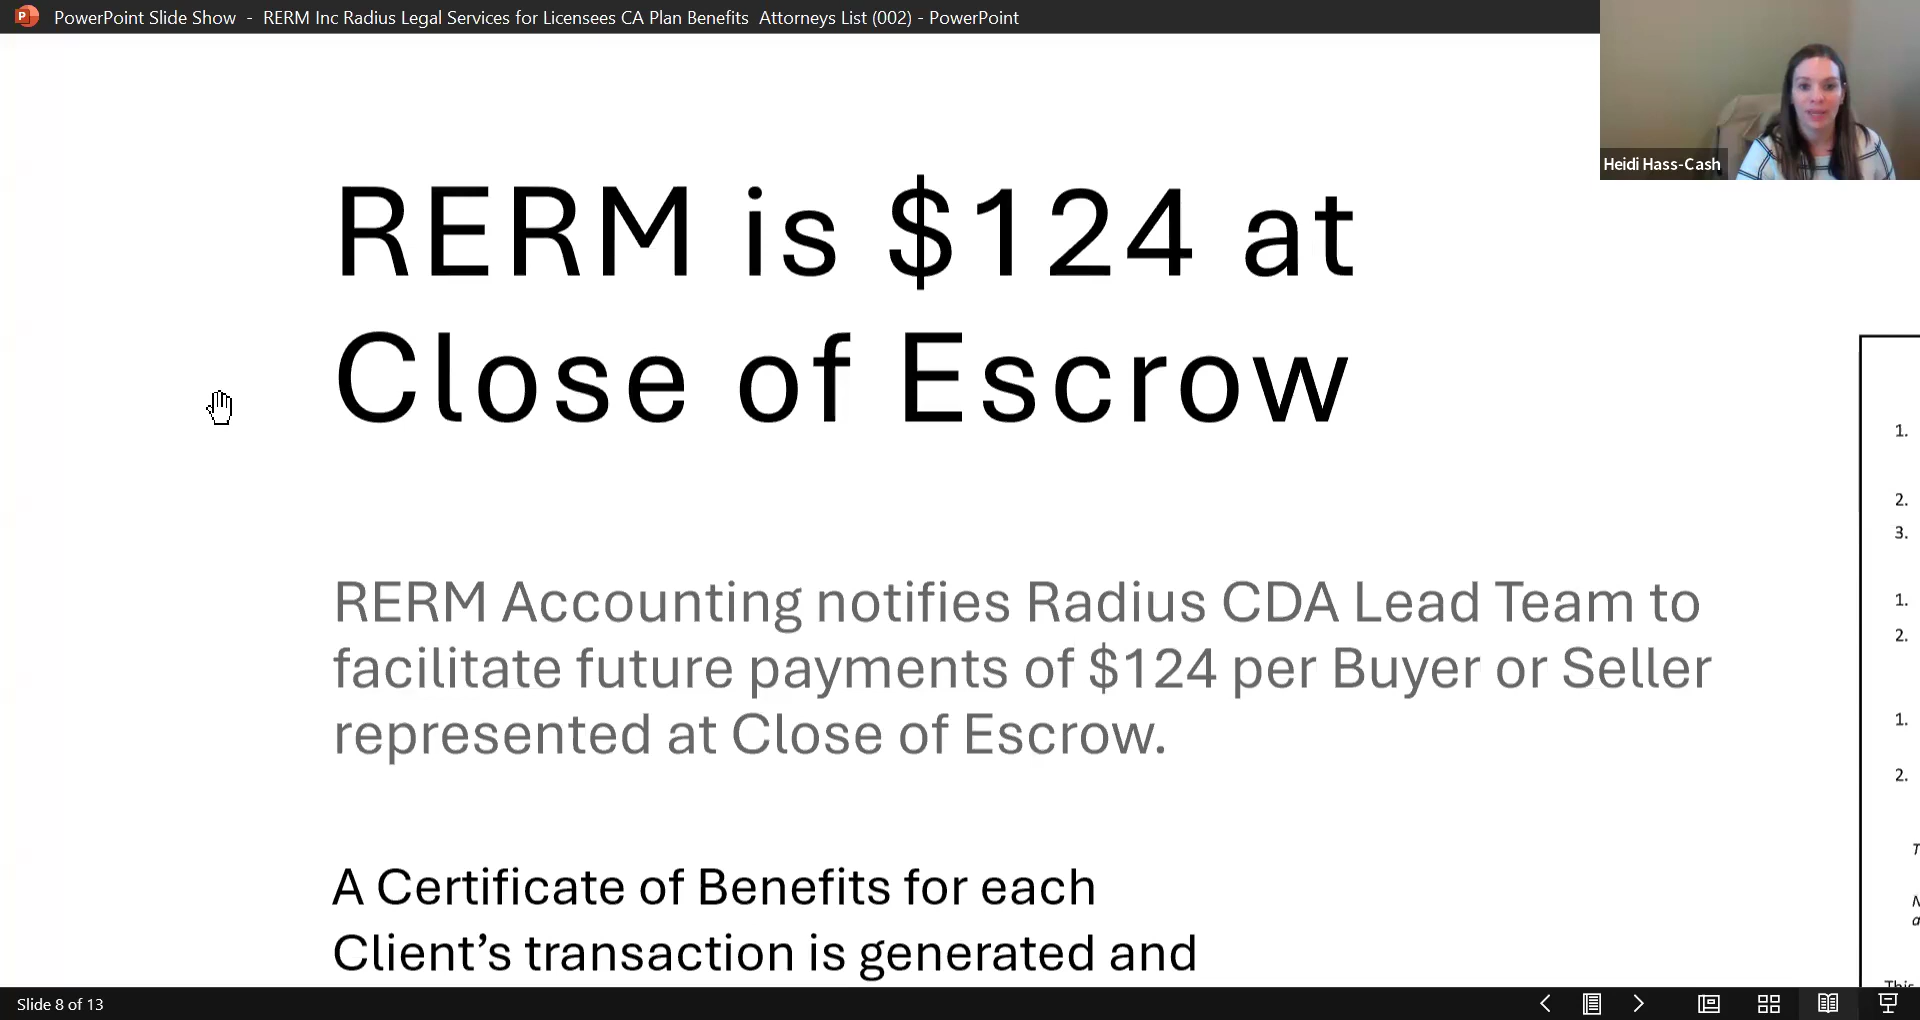 PowerPoint Slide Show - RERM Inc Radius Legal Services for Licensees CA Plan Benefits Attorneys List (002) - PowerPoint
Heidi Hass-Cash
RERM is $124 at
Close of Escrow
RERM Accounting notifies Radius CDA Lead Team to
facilitate future payments of $124 per Buyer or Seller
represented at Close of Escrow.
A Certificate of Benefits for each
Client’s transaction is generated and
1.
2.
3.
1.
2.
1.
2.
Slide 8 of 13